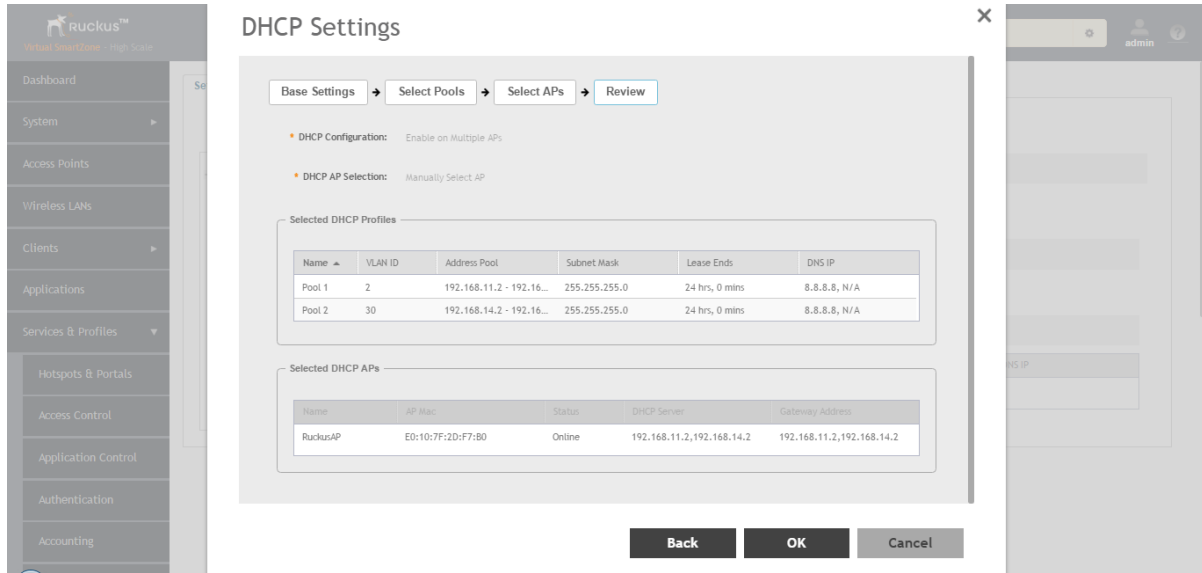 Ruckus™
Virtual SmartZone - High Scale
DHCP Settings
×
admin
Dashboard
System
Access Points
Wireless LANs
Clients
Applications
Services & Profiles
Hotspots & Portals
Access Control
Application Control
Authentication
Accounting
Se
Base Settings → Select Pools → Select APs → Review
* DHCP Configuration: Enable on Multiple APs
* DHCP AP Selection: Manually Select AP
Selected DHCP Profiles
Name VLAN ID Address Pool Subnet Mask Lease Ends DNS IP
Pool 1 2 192.168.11.2 - 192.16... 255.255.255.0 24 hrs, 0 mins 8.8.8.8, N/A
Pool 2 30 192.168.14.2 - 192.16... 255.255.255.0 24 hrs, 0 mins 8.8.8.8, N/A
Selected DHCP APs
Name AP Mac Status DHCP Server Gateway Address
RuckusAP E0:10:7F:2D:F7:B0 Online 192.168.11.2,192.168.14.2 192.168.11.2,192.168.14.2
NS IP
Back OK Cancel